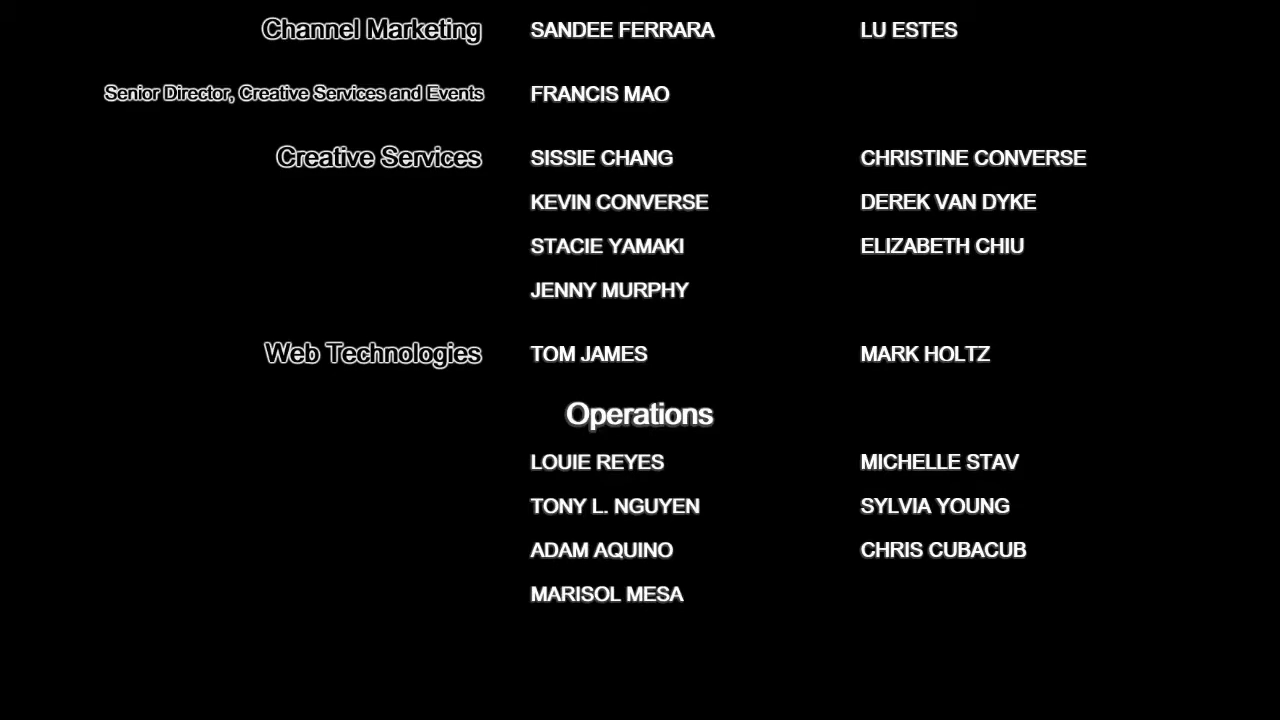 Channel Marketing SANDEE FERRARA LU ESTES
Senior Director, Creative Services and Events FRANCIS MAO
Creative Services SISSIE CHANG CHRISTINE CONVERSE
KEVIN CONVERSE DEREK VAN DYKE
STACIE YAMAKI ELIZABETH CHIU
JENNY MURPHY
Web Technologies TOM JAMES MARK HOLTZ
Operations
LOUIE REYES MICHELLE STAV
TONY L. NGUYEN SYLVIA YOUNG
ADAM AQUINO CHRIS CUBACUB
MARISOL MESA